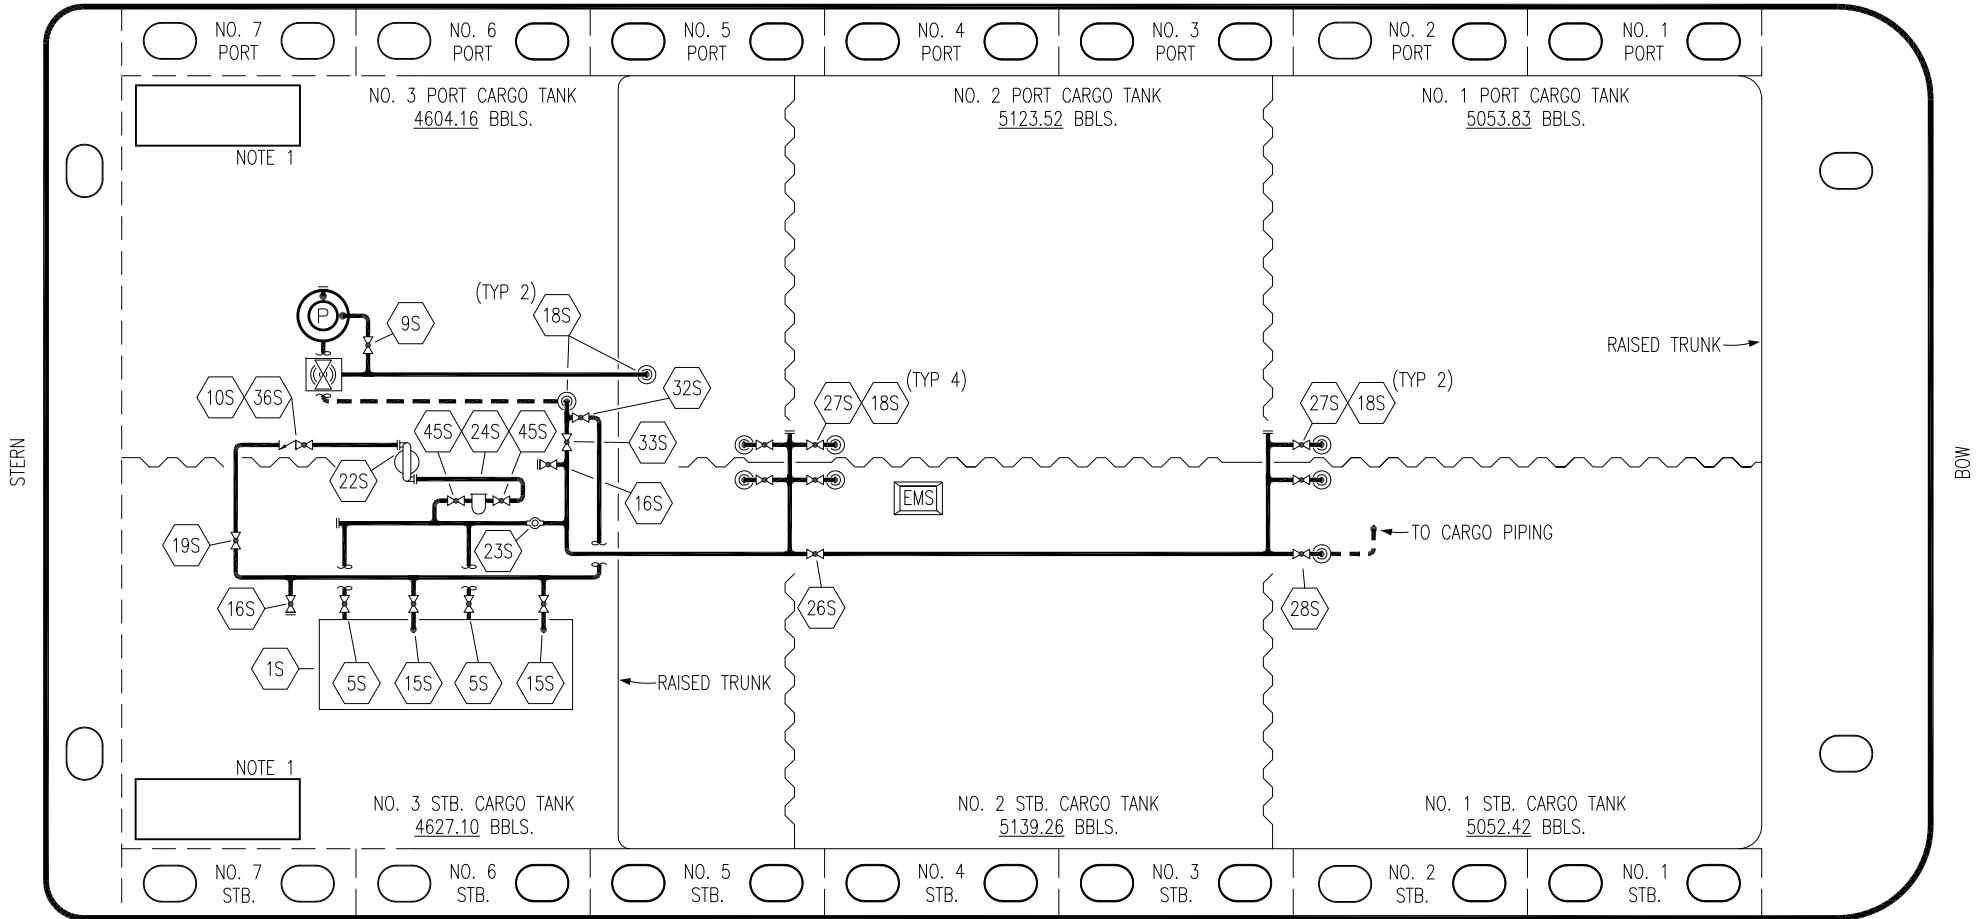 NO. 7
PORT
NO. 6
PORT
NO. 5
PORT
NO. 4
PORT
NO. 3
PORT
NO. 2
PORT
NO. 1
PORT
NO. 3 PORT CARGO TANK
4604.16 BBLS.
NO. 2 PORT CARGO TANK
5123.52 BBLS.
NO. 1 PORT CARGO TANK
5053.83 BBLS.
NOTE 1
(TYP 2)
18S
P
9S
RAISED TRUNK
32S
10S
36S
(TYP 4)
27S
18S
(TYP 2)
27S
18S
45S
24S
45S
33S
STERN
BOW
22S
16S
EMS
19S
23S
TO CARGO PIPING
16S
26S
28S
1S
5S
15S
5S
15S
RAISED TRUNK
NOTE 1
NO. 3 STB. CARGO TANK
4627.10 BBLS.
NO. 2 STB. CARGO TANK
5139.26 BBLS.
NO. 1 STB. CARGO TANK
5052.42 BBLS.
NO. 7
STB.
NO. 6
STB.
NO. 5
STB.
NO. 4
STB.
NO. 3
STB.
NO. 2
STB.
NO. 1
STB.